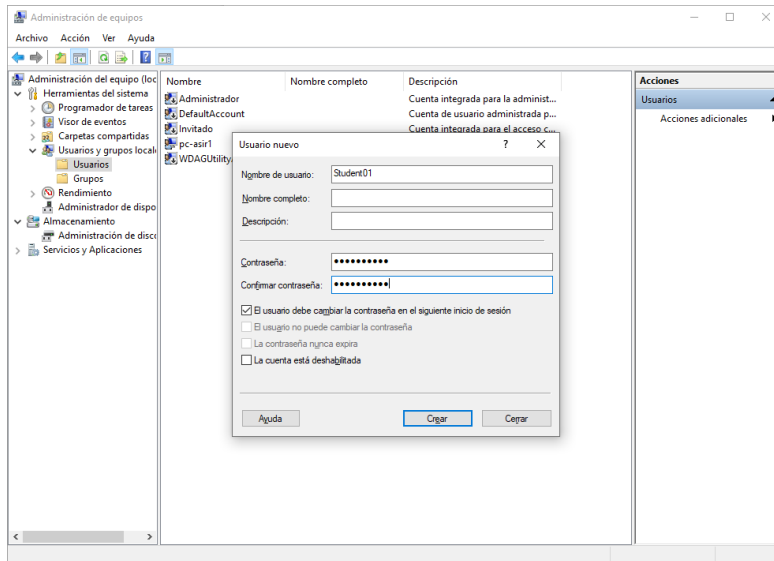 Administración de equipos
Archivo Acción Ver Ayuda
Administración del equipo (loc
Herramientas del sistema
Programador de tareas
Visor de eventos
Carpetas compartidas
Usuarios y grupos locale
Usuarios
Grupos
Rendimiento
Administrador de dispo
Almacenamiento
Administración de disco
Servicios y Aplicaciones
Nombre Nombre completo Descripción
Administrador Cuenta integrada para la administ...
DefaultAccount Cuenta de usuario administrada p...
Invitado Cuenta integrada para el acceso c...
pc-asir1
WDAGUtility
Usuario nuevo ?
Nombre de usuario: Student01
Nombre completo:
Descripción:
Contraseña: ●●●●●●●●●●
Confirmar contraseña: ●●●●●●●●●●
El usuario debe cambiar la contraseña en el siguiente inicio de sesión
El usuario no puede cambiar la contraseña
La contraseña nunca expira
La cuenta está deshabilitada
Ayuda Crear Cerrar
Acciones
Usuarios
Acciones adicionales